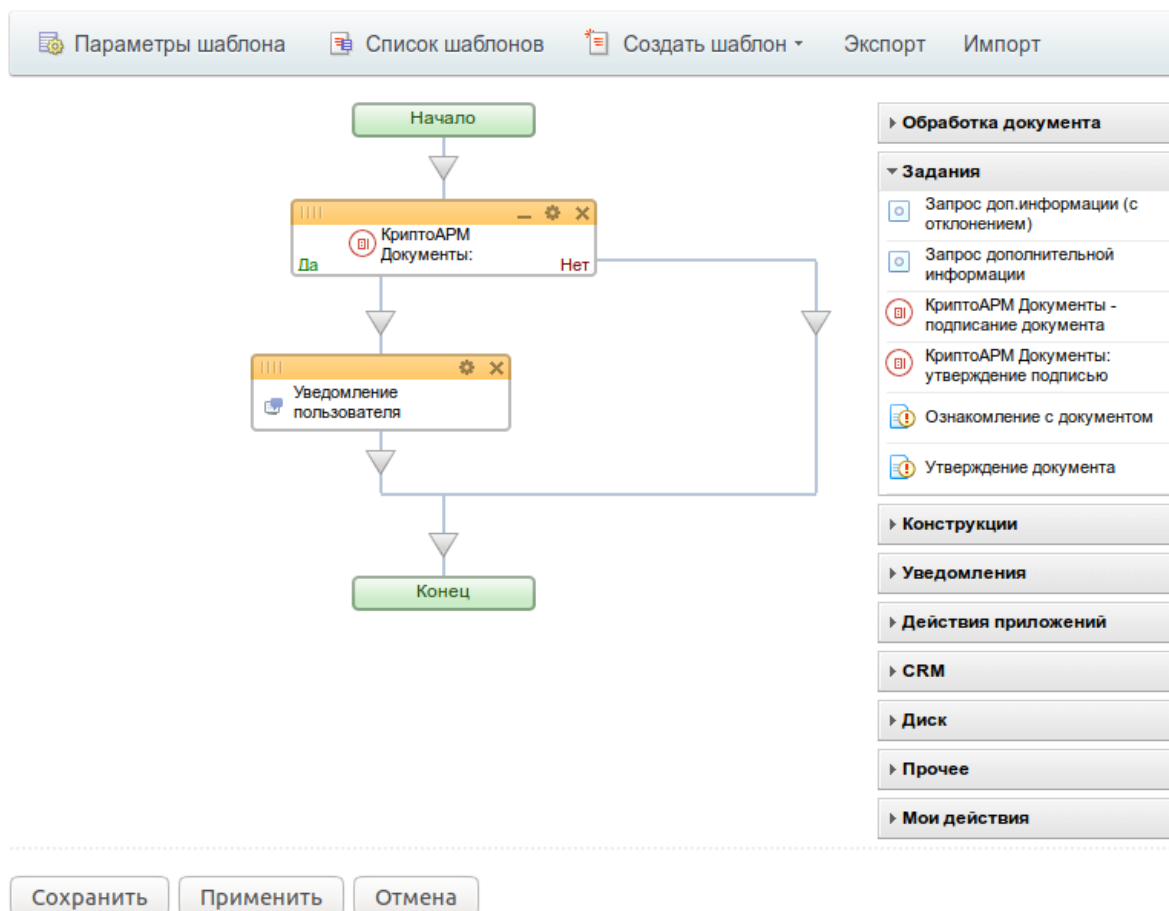 Параметры шаблона
Список шаблонов
Создать шаблон
Экспорт
Импорт
Начало
КриптоАРМ
Документы:
Да
Нет
Уведомление
пользователя
Конец
Обработка документа
Задания
Запрос доп.информации (с
отклонением)
Запрос дополнительной
информации
КриптоАРМ Документы -
подписание документа
КриптоАРМ Документы:
утверждение подписью
Ознакомление с документом
Утверждение документа
Конструкции
Уведомления
Действия приложений
CRM
Диск
Прочее
Мои действия
Сохранить
Применить
Отмена